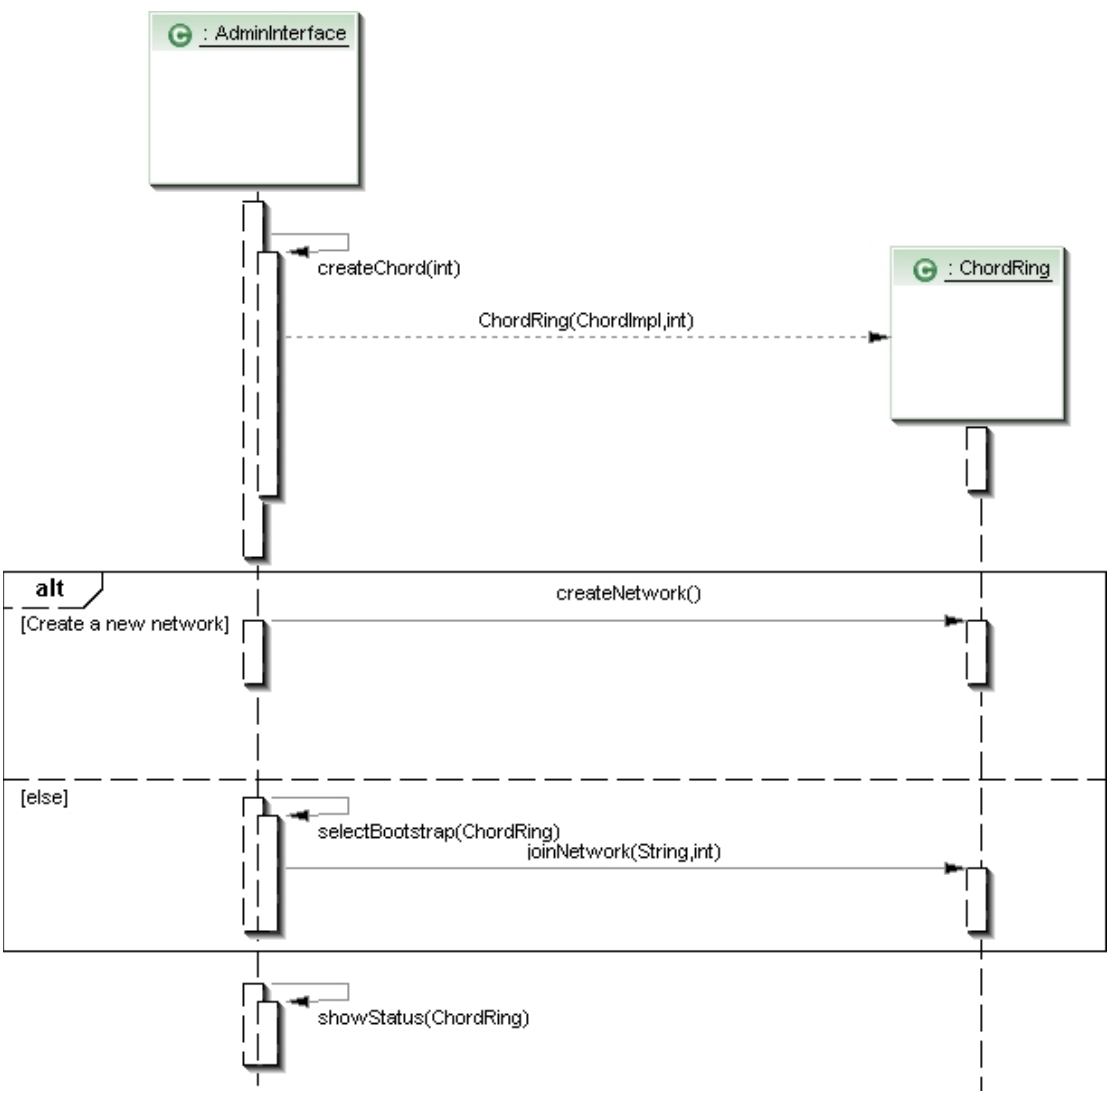 C : AdminInterface
createChord(int)
C : ChordRing
ChordRing(ChordImpl,int)
alt
createNetwork()
[Create a new network]
[else]
selectBootstrap(ChordRing)
joinNetwork(String,int)
showStatus(ChordRing)